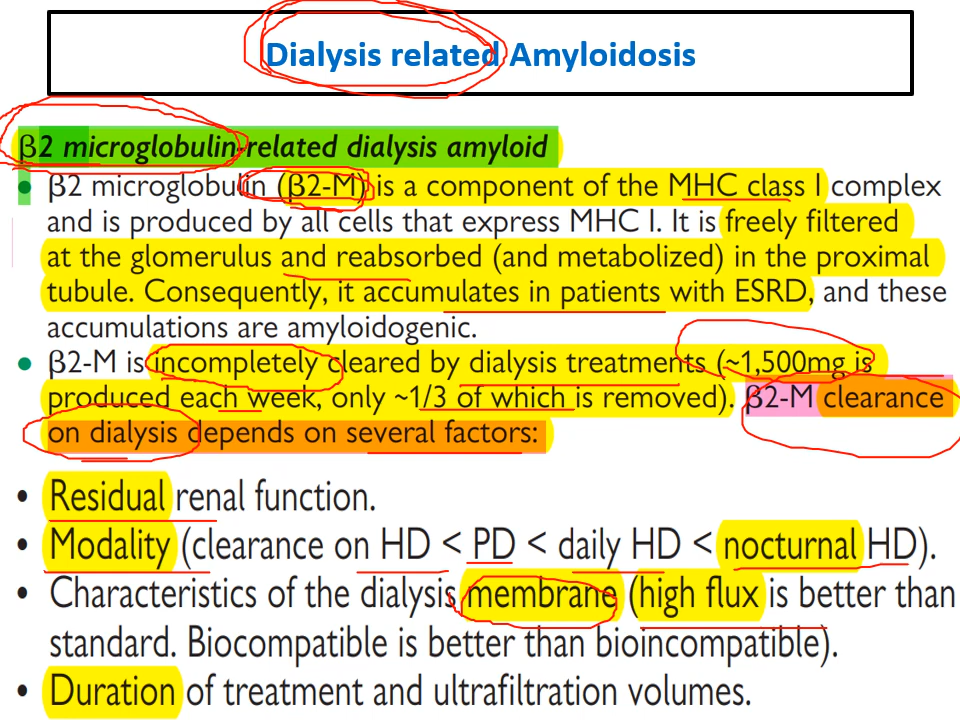 Dialysis related Amyloidosis
β2 microglobulin-related dialysis amyloid
• β2 microglobulin (β2-M) is a component of the MHC class I complex
and is produced by all cells that express MHC I. It is freely filtered
at the glomerulus and reabsorbed (and metabolized) in the proximal
tubule. Consequently, it accumulates in patients with ESRD, and these
accumulations are amyloidogenic.
• β2-M is incompletely cleared by dialysis treatments (~1,500mg is
produced each week, only ~1/3 of which is removed). β2-M clearance
on dialysis depends on several factors:
• Residual renal function.
• Modality (clearance on HD < PD < daily HD < nocturnal HD).
• Characteristics of the dialysis membrane (high flux is better than
standard. Biocompatible is better than bioincompatible).
• Duration of treatment and ultrafiltration volumes.